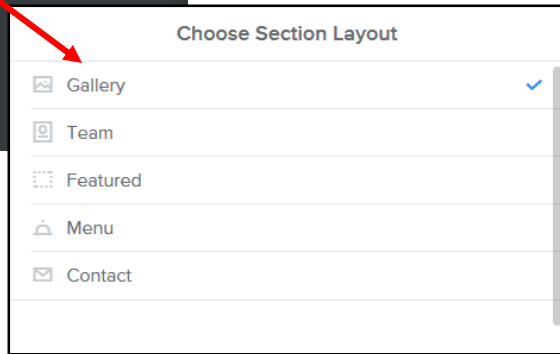 Choose Section Layout
Gallery
Team
Featured
Menu
Contact